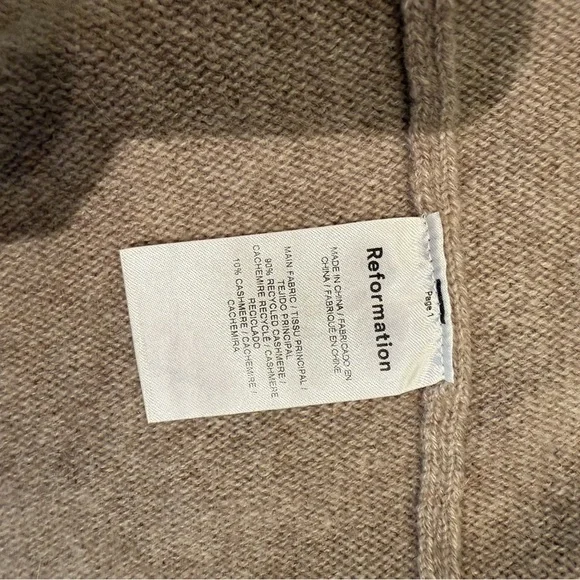 Page 1
Reformation
MADE IN CHINA / FABRICADO EN
CHINA / FABRIQUÉ EN CHINE
MAIN FABRIC / TISSU PRINCIPAL /
TEJIDO PRINCIPAL
90% RECYCLED CASHMERE /
CACHEMIRE RECYCLÉ / CASHMERE
RECICLADO
10% CASHMERE / CACHEMIRE /
CACHEMIRA